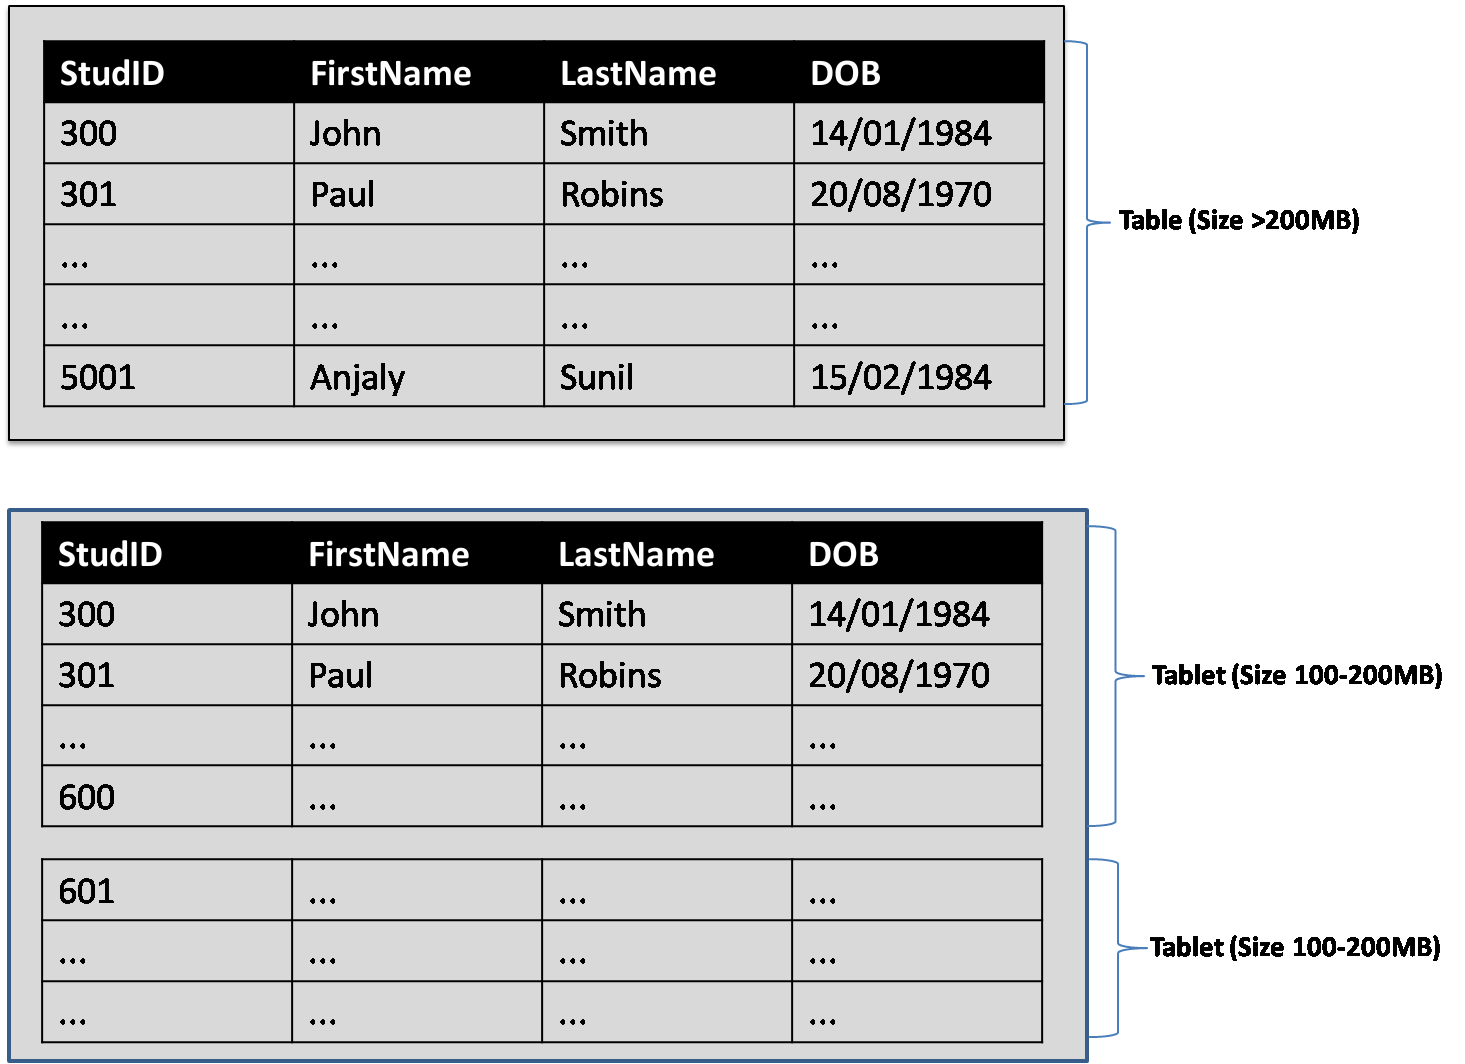 StudID FirstName LastName DOB
300 John Smith 14/01/1984
301 Paul Robins 20/08/1970
... ... ... ...
... ... ... ...
5001 Anjaly Sunil 15/02/1984
Table (Size >200MB)
StudID FirstName LastName DOB
300 John Smith 14/01/1984
301 Paul Robins 20/08/1970
... ... ... ...
600 ... ... ...
Tablet (Size 100-200MB)
601 ... ... ...
... ... ... ...
... ... ... ...
Tablet (Size 100-200MB)